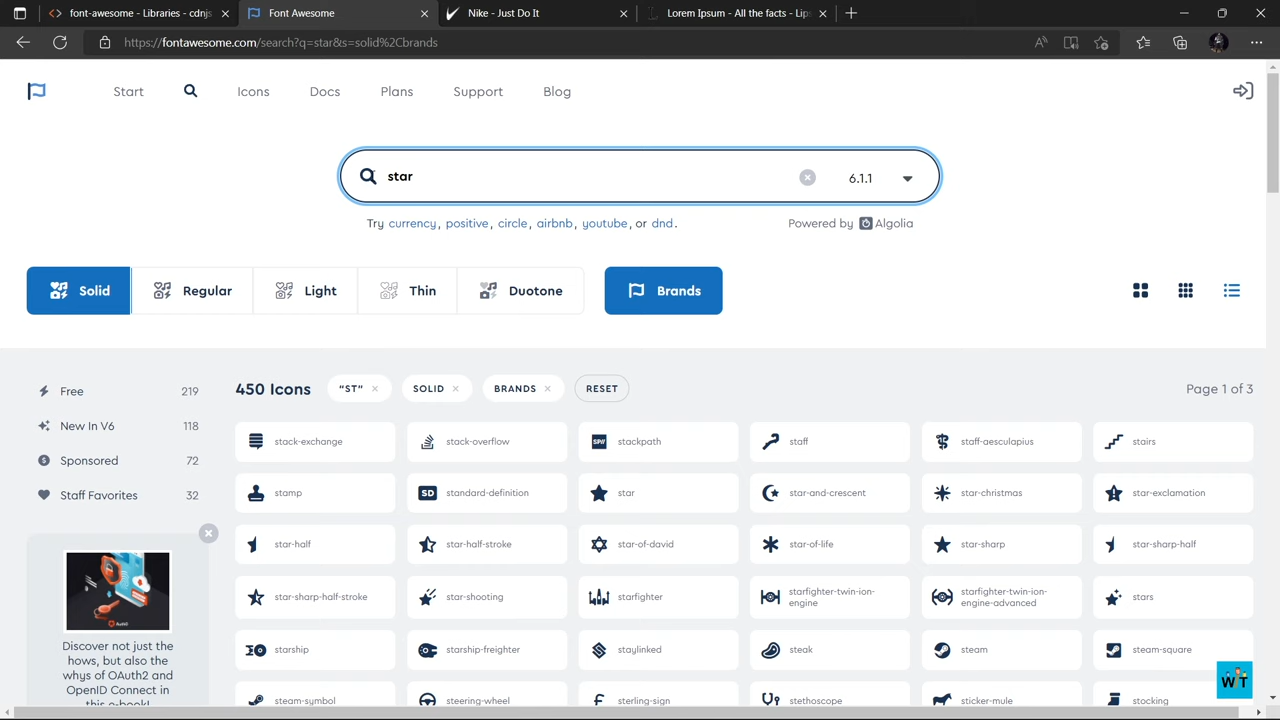 font-awesome - Libraries - cdnjs
Font Awesome
Nike - Just Do It
Lorem Ipsum - All the facts - Lips
https://fontawesome.com/search?q=star&s=solid%2Cbrands
Start
Icons
Docs
Plans
Support
Blog
star
6.1.1
Try currency, positive, circle, airbnb, youtube, or dnd.
Powered by Algolia
Solid
Regular
Light
Thin
Duotone
Brands
Free 219
New In V6 118
Sponsored 72
Staff Favorites 32
450 Icons
"ST"
SOLID
BRANDS
RESET
Page 1 of 3
stack-exchange
stack-overflow
stackpath
staff
staff-aesculapius
stairs
stamp
standard-definition
star
star-and-crescent
star-christmas
star-exclamation
star-half
star-half-stroke
star-of-david
star-of-life
star-sharp
star-sharp-half
star-sharp-half-stroke
star-shooting
starfighter
starfighter-twin-ion-
engine
starfighter-twin-ion-
engine-advanced
stars
starship
starship-freighter
staylinked
steak
steam
steam-square
steam-symbol
steering-wheel
sterling-sign
stethoscope
sticker-mule
stocking
Discover not just the
hows, but also the
whys of OAuth2 and
OpenID Connect in
this e-book!
WT